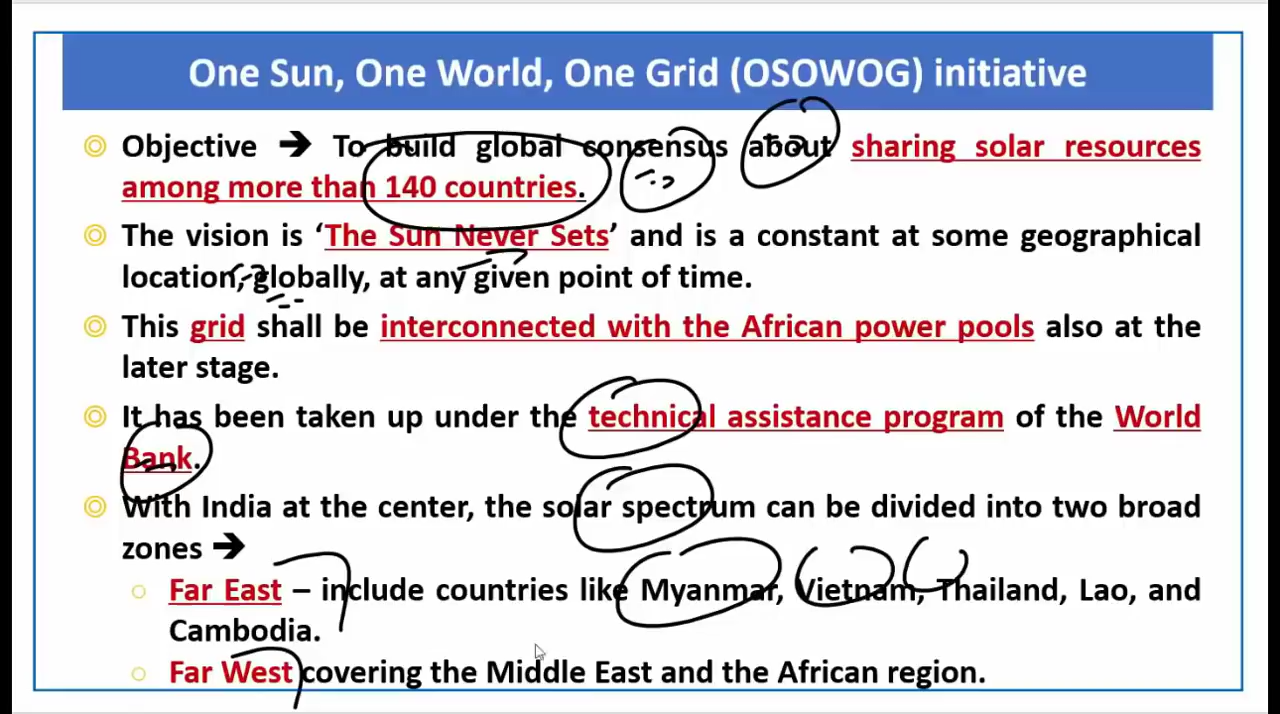 One Sun, One World, One Grid (OSOWOG) initiative
Objective ➔ To build global consensus about sharing solar resources
among more than 140 countries.
The vision is ‘The Sun Never Sets’ and is a constant at some geographical
location, globally, at any given point of time.
This grid shall be interconnected with the African power pools also at the
later stage.
It has been taken up under the technical assistance program of the World
Bank.
With India at the center, the solar spectrum can be divided into two broad
zones ➔
Far East – include countries like Myanmar, Vietnam, Thailand, Lao, and
Cambodia.
Far West covering the Middle East and the African region.